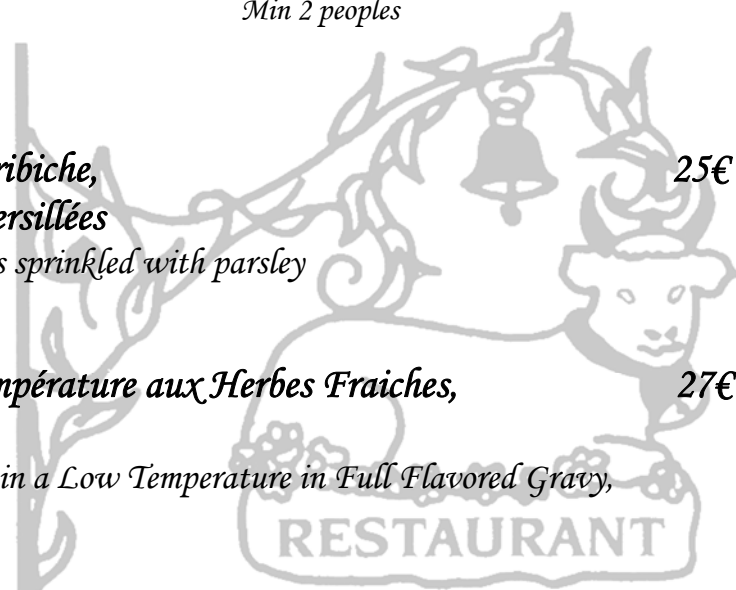 Min 2 peoples
ribiche, 25€
ersillées
s sprinkled with parsley
mpérature aux Herbes Fraiches, 27€
in a Low Temperature in Full Flavored Gravy,
RESTAURANT